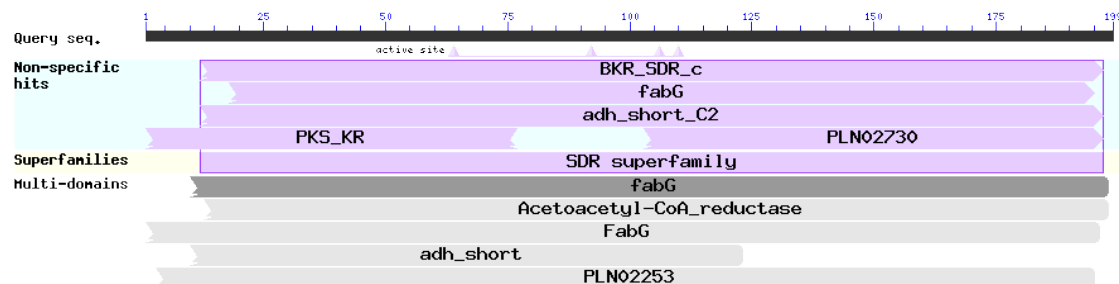 1 25 50 75 100 125 150 175 199
Query seq.
active site
Non-specific
hits
BKR_SDR_c
fabG
adh_short_C2
PKS_KR PLN02730
Superfamilies SDR superfamily
Multi-domains fabG
Acetoacetyl-CoA_reductase
FabG
adh_short
PLN02253